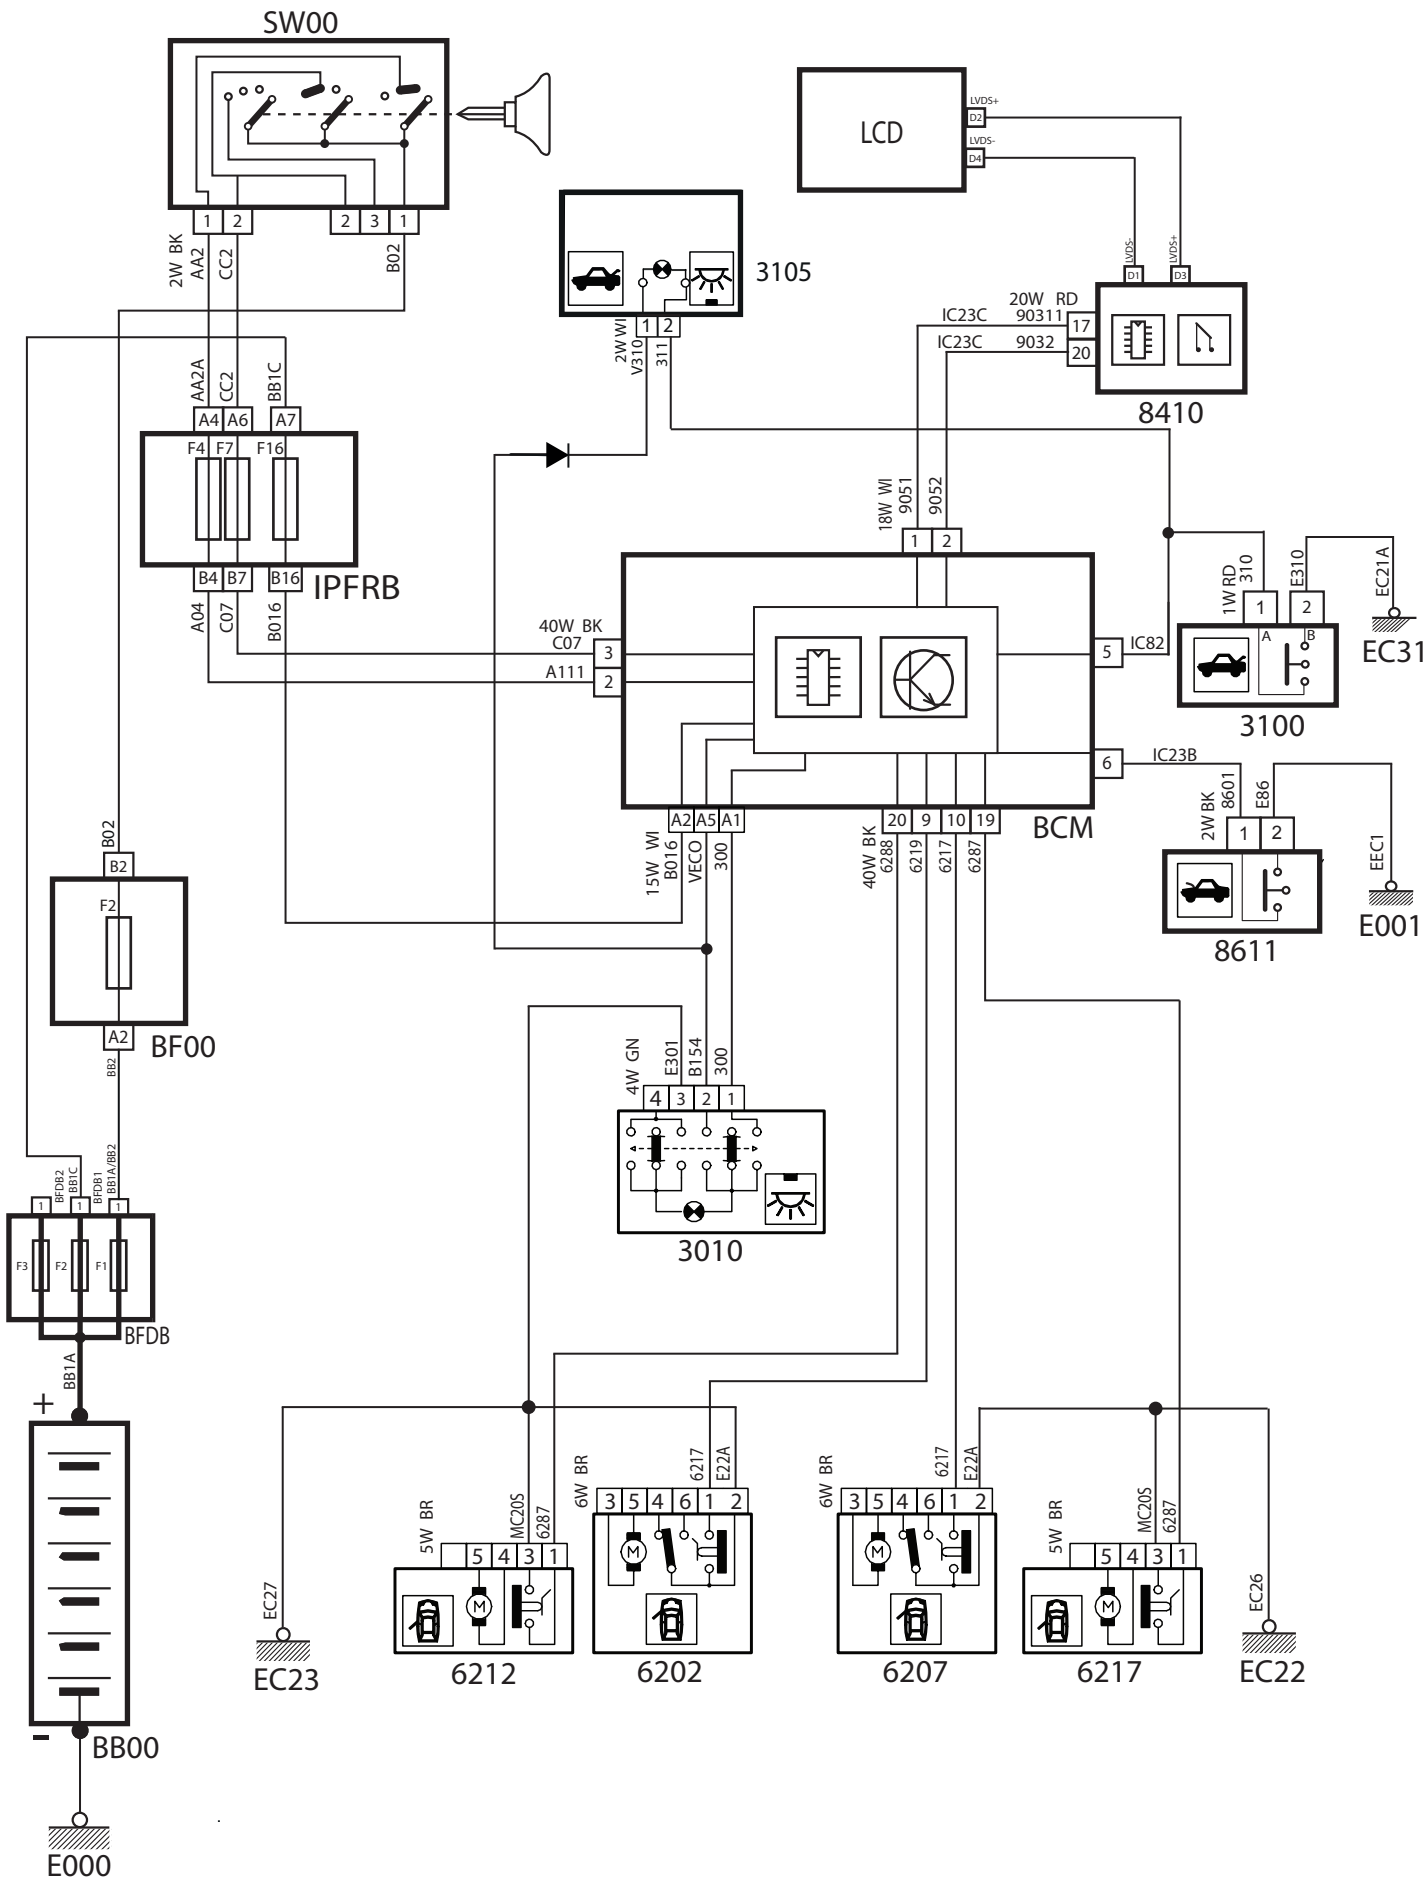 SW00
1 2 2 3 1
2W BK
AA2
CC2
B02
LCD
LVDS+
D2
LVDS-
D4
LVDS-
LVDS+
D1
D3
3105
1 2
2W WI
V310
311
20W RD
IC23C 90311 17
IC23C 9032 20
8410
AA2A
CC2
BB1C
A4 A6 A7
F4 F7 F16
B4 B7 B16
IPFRB
A04
C07
B016
18W WI
9051
9052
1 2
40W BK
C07 3
A111 2
5 IC82
6 IC23B
1W RD
310
E310
EC21A
1 2
A B
EC31
3100
2W BK
8601
E86
EEC1
1 2
E001
8611
A2 A5 A1
20 9 10 19
BCM
15W WI
B016
VECO
300
40W BK
6288
6219
6217
6287
B02
B2
F2
A2
BF00
BB2
4W GN
E301
B154
300
4 3 2 1
3010
BFDB2
BB1C
BFDB1
BB1A/BB2
1 1 1
F3 F2 F1
BFDB
BB1A
+
-
BB00
E000
EC27
EC23
5W BR
MC20S
6287
5 4 3 1
M
6212
6W BR
6217
E22A
3 5 4 6 1 2
M
6202
6W BR
6217
E22A
3 5 4 6 1 2
M
6207
5W BR
MC20S
6287
5 4 3 1
M
6217
EC26
EC22